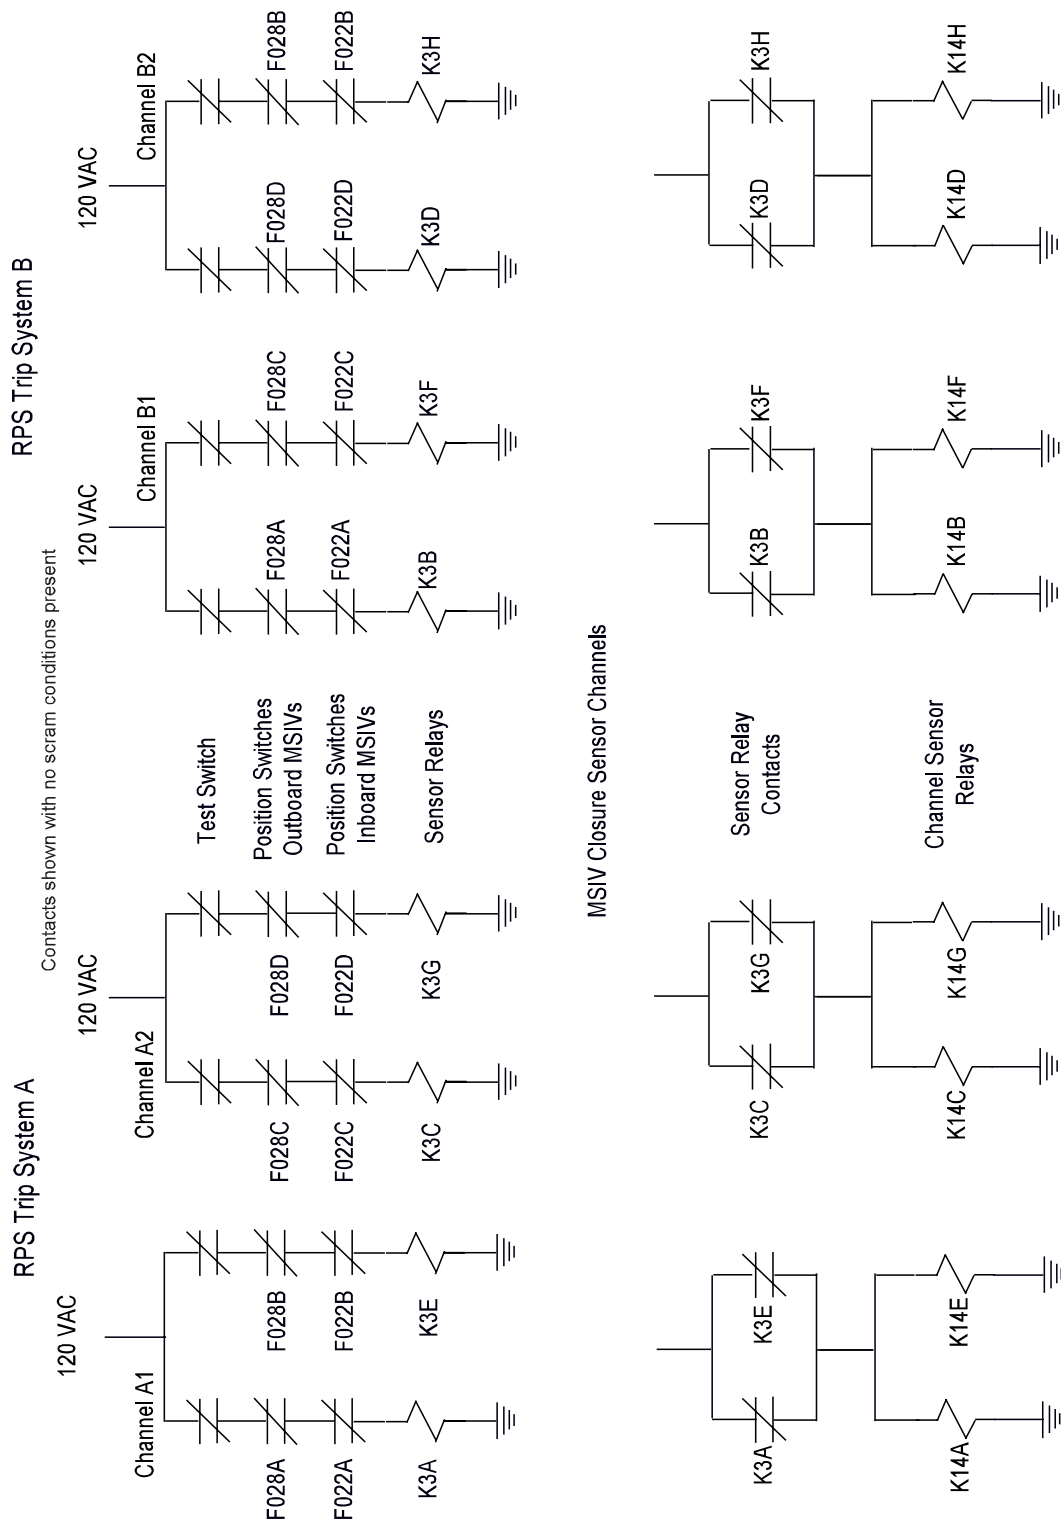 RPS Trip System A
RPS Trip System B
Contacts shown with no scram conditions present
120 VAC
120 VAC
120 VAC
120 VAC
Channel A1
Channel A2
Channel B1
Channel B2
Test Switch
F028A
F028B
F028C
F028D
Position Switches
Outboard MSIVs
F028A
F028C
F028D
F028B
F022A
F022B
F022C
F022D
Position Switches
Inboard MSIVs
F022A
F022C
F022D
F022B
K3A
K3E
K3C
K3G
Sensor Relays
K3B
K3F
K3D
K3H
MSIV Closure Sensor Channels
K3A
K3E
K3C
K3G
Sensor Relay
Contacts
K3B
K3F
K3D
K3H
K14A
K14E
K14C
K14G
Channel Sensor
Relays
K14B
K14F
K14D
K14H